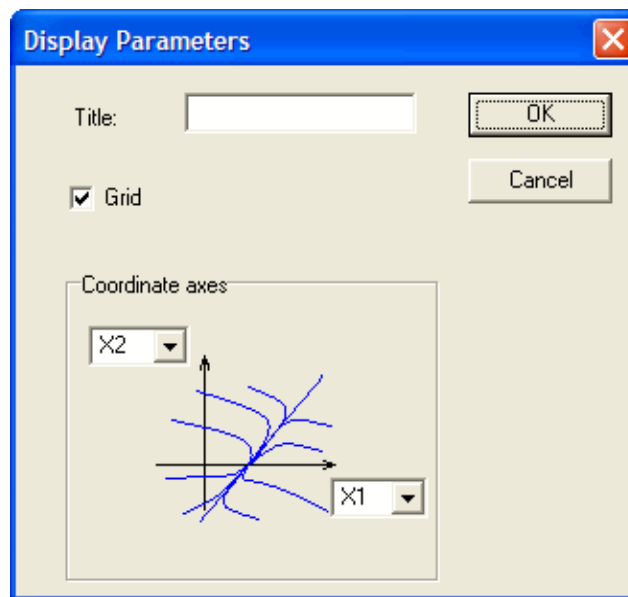 Display Parameters
Title:
OK
Cancel
Grid
Coordinate axes
X2
X1